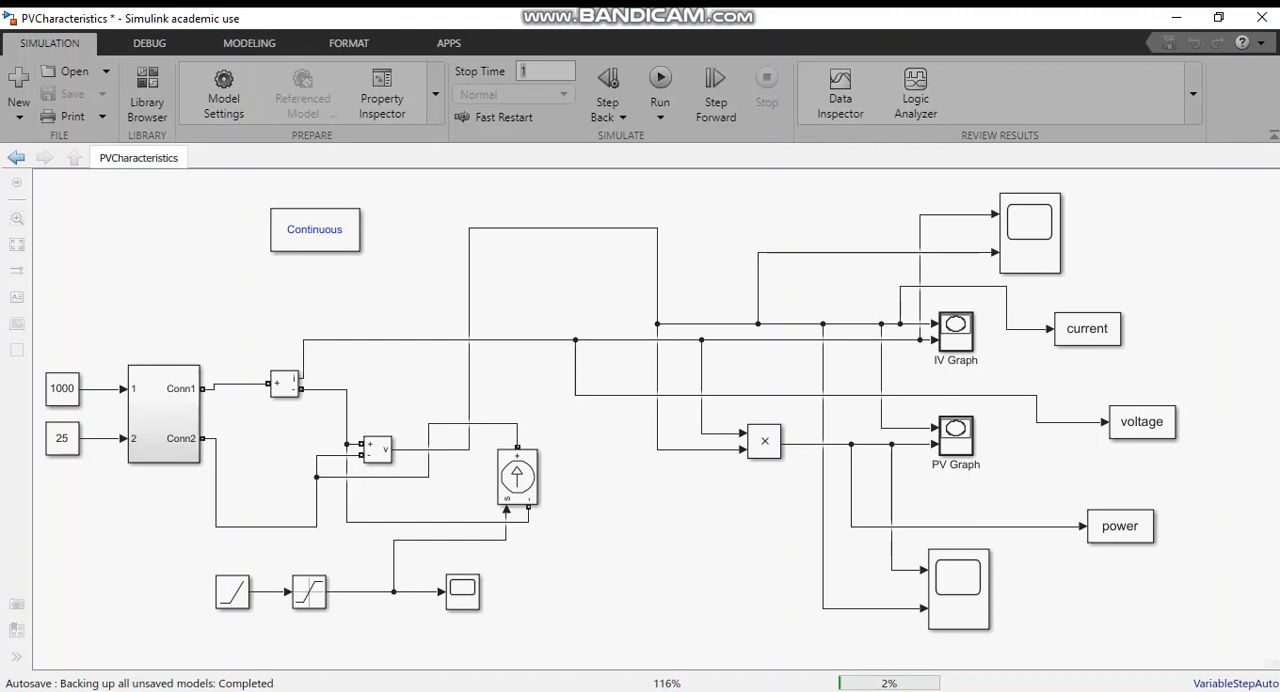 PVCharacteristics * - Simulink academic use
www.BANDICAM.com
SIMULATION DEBUG MODELING FORMAT APPS
New
Open
Save
Print
FILE
Library
Browser
LIBRARY
Model
Settings
Referenced
Model ...
Property
Inspector
PREPARE
Stop Time 1
Normal
Fast Restart
Step
Back
Run
Step
Forward
Stop
SIMULATE
Data
Inspector
Logic
Analyzer
REVIEW RESULTS
PVCharacteristics
Continuous
current
IV Graph
1000
1 Conn1
25
2 Conn2
+ i -
+ - v
+ s -
×
voltage
PV Graph
power
Autosave : Backing up all unsaved models: Completed
116%
2%
VariableStepAuto